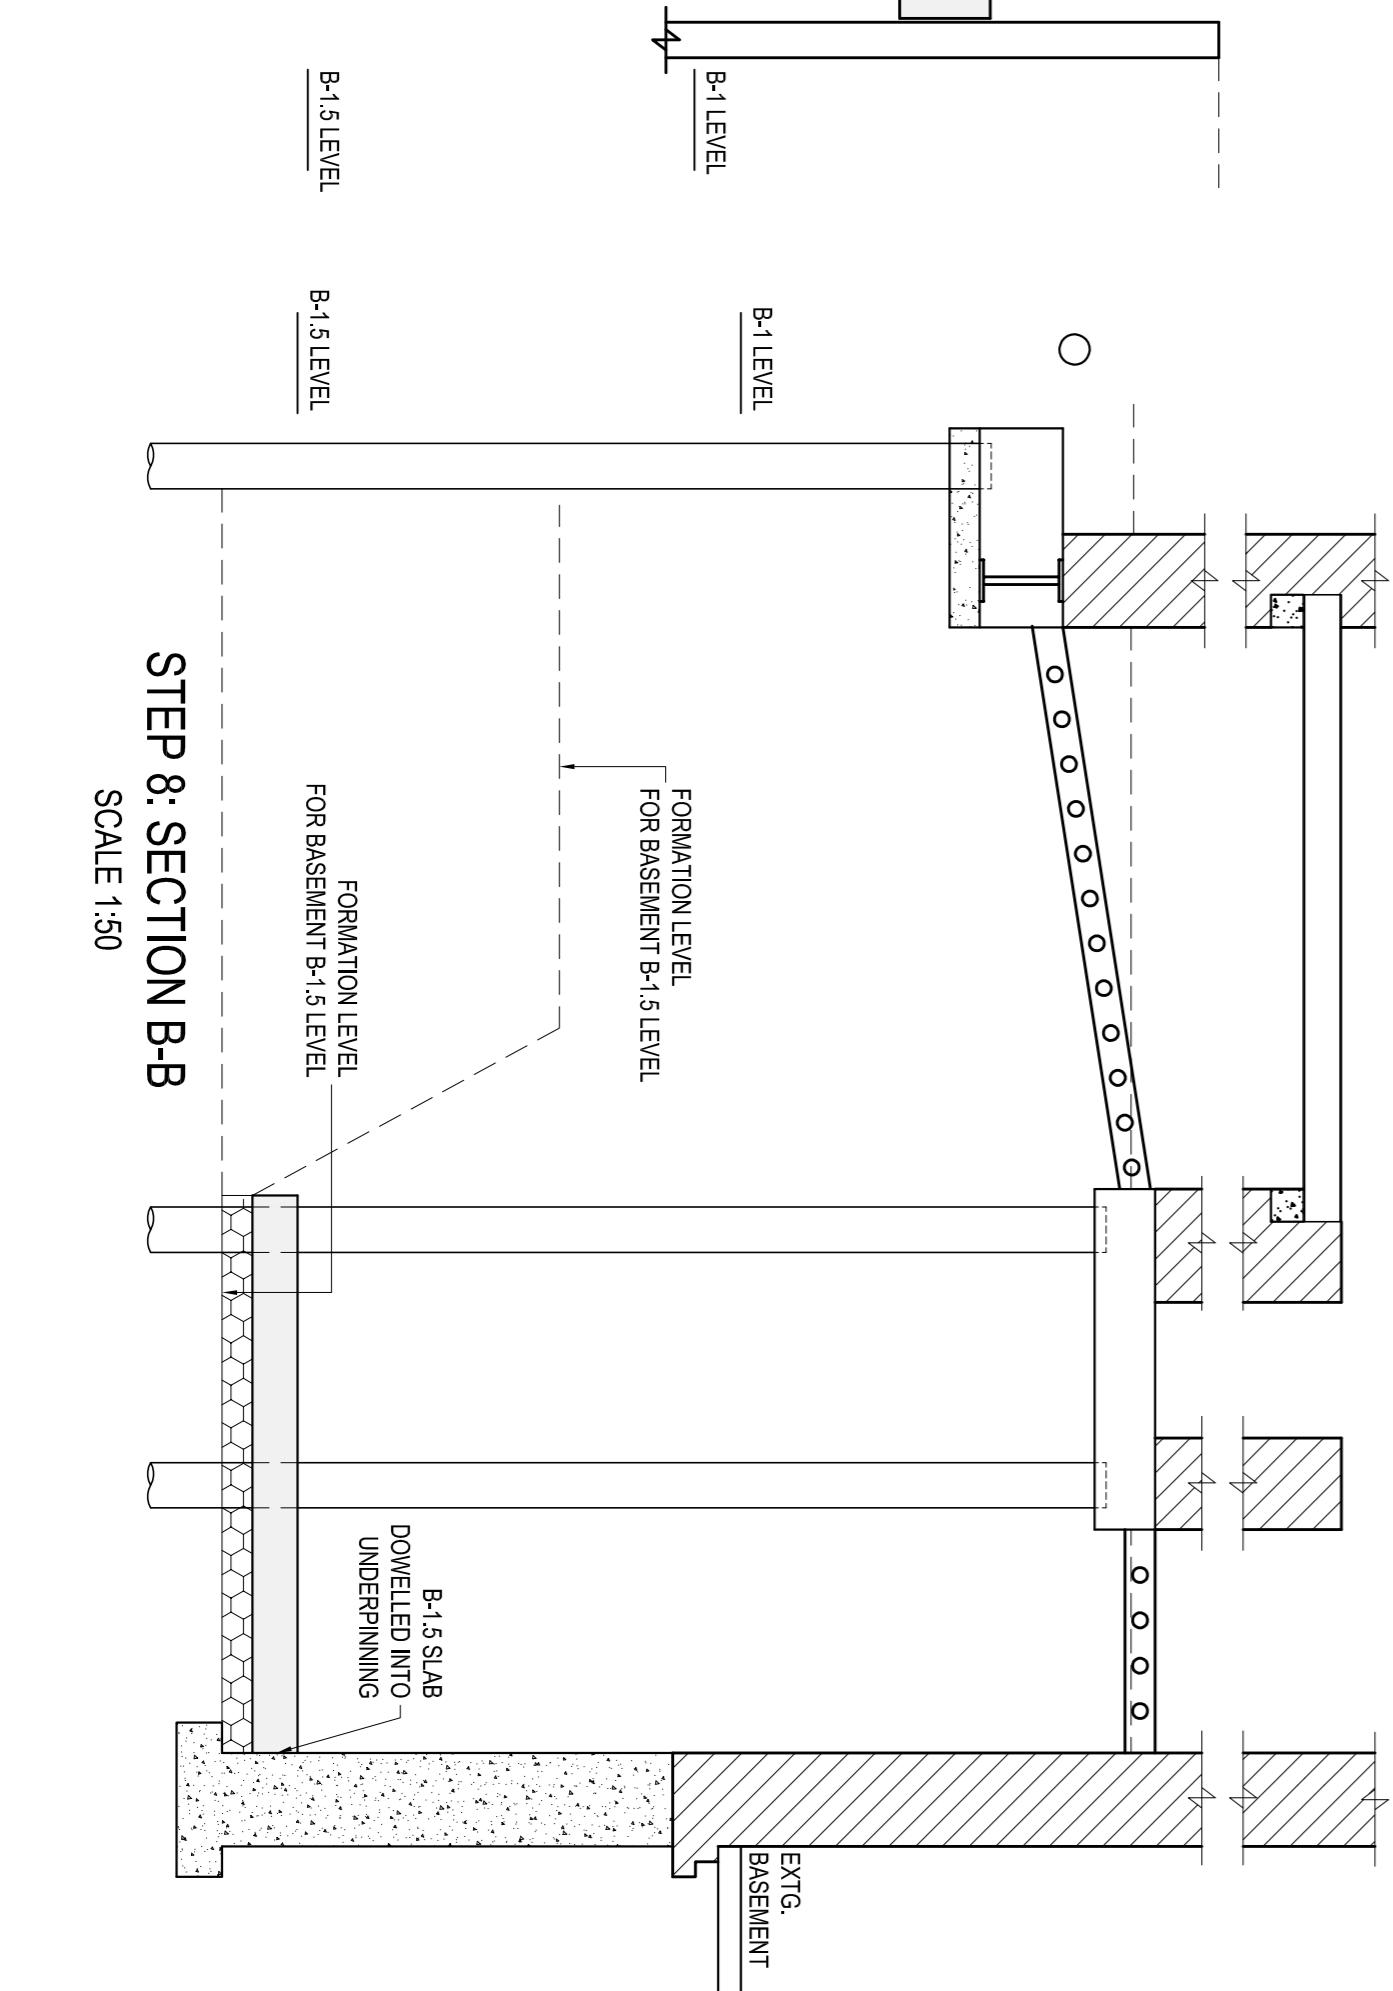 B-1 LEVEL
B-1.5 LEVEL
B-1 LEVEL
B-1.5 LEVEL
EXTG.
BASEMENT
FORMATION LEVEL
FOR BASEMENT B-1.5 LEVEL
B-1.5 SLAB
DOWELLED INTO
UNDERPINNING
FORMATION LEVEL
FOR BASEMENT B-1.5 LEVEL
STEP 8: SECTION B-B
SCALE 1:50